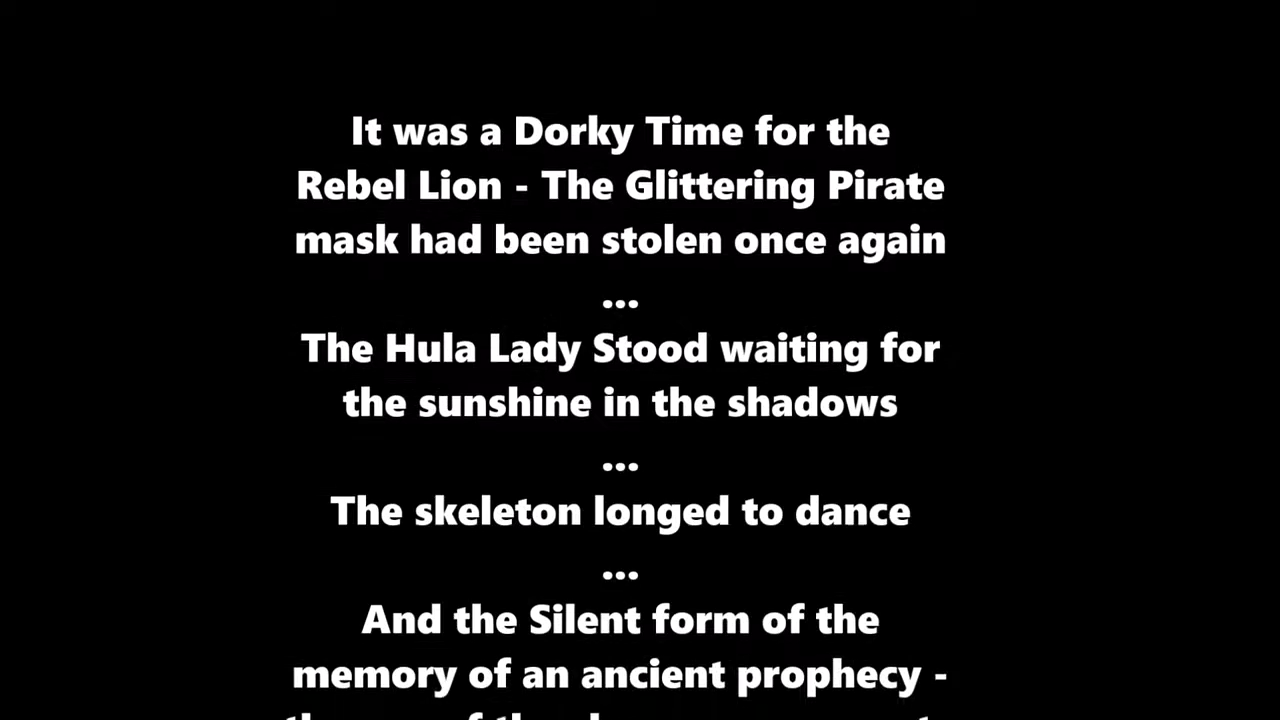 It was a Dorky Time for the
Rebel Lion - The Glittering Pirate
mask had been stolen once again
...
The Hula Lady Stood waiting for
the sunshine in the shadows
...
The skeleton longed to dance
...
And the Silent form of the
memory of an ancient prophecy -